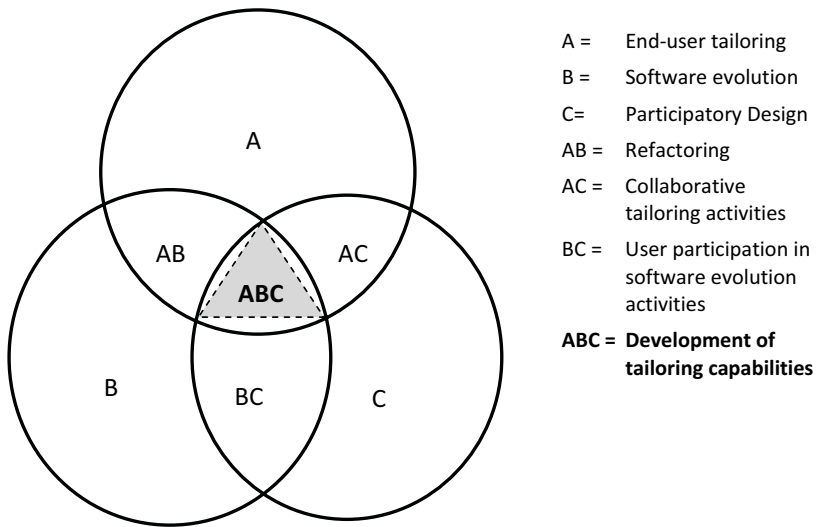 A
AB
AC
ABC
B
BC
C
A = End-user tailoring
B = Software evolution
C= Participatory Design
AB = Refactoring
AC = Collaborative
tailoring activities
BC = User participation in
software evolution
activities
ABC = Development of
tailoring capabilities